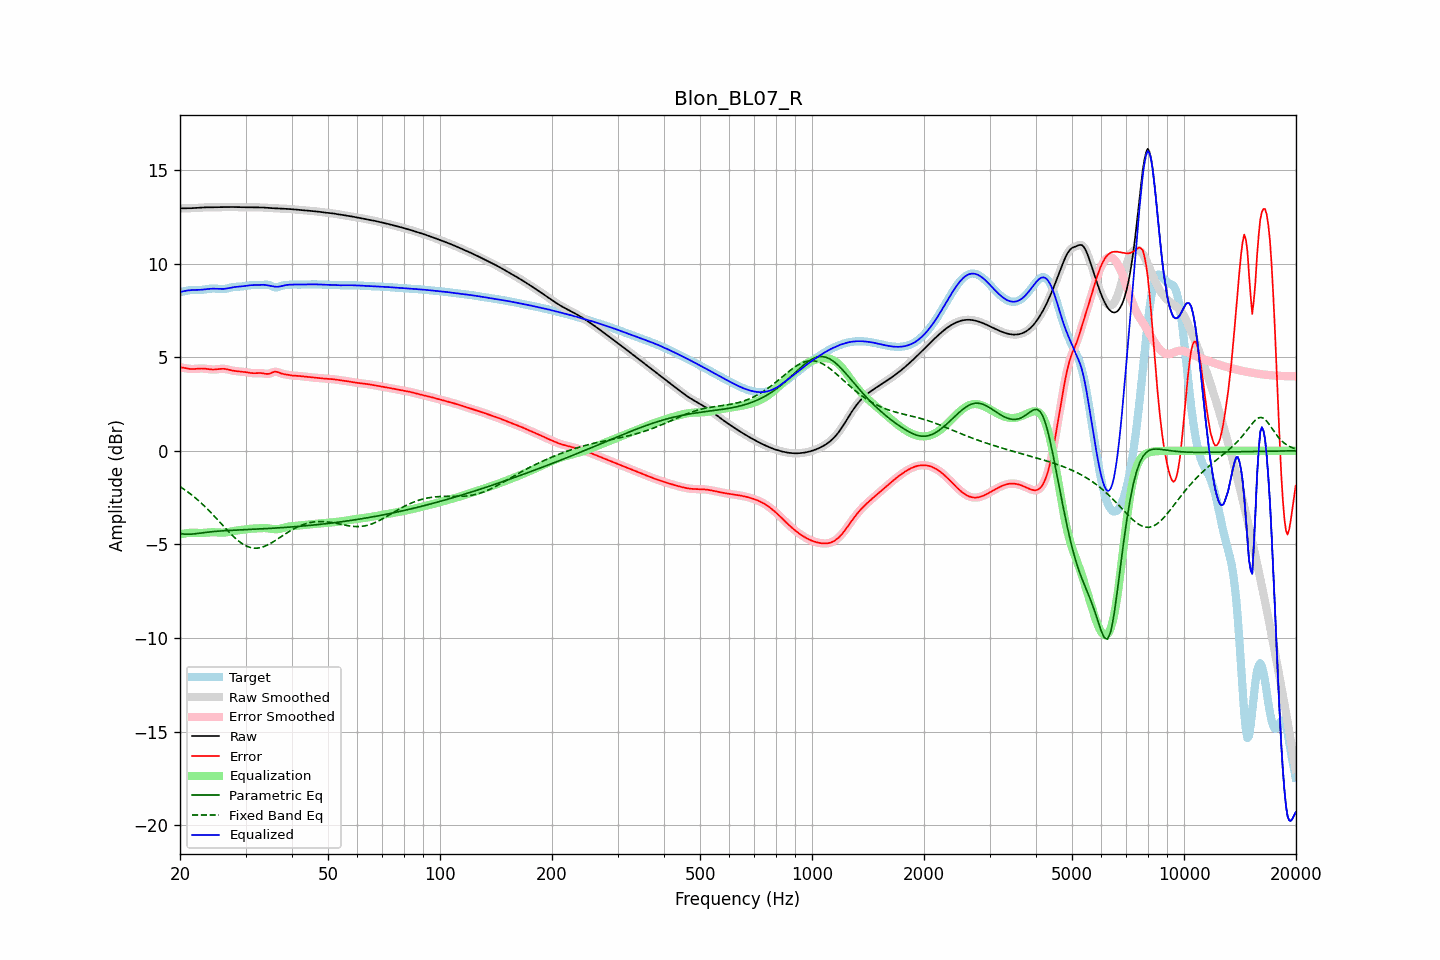 Blon_BL07_R
Amplitude (dBr)
15
10
5
0
−5
−10
−15
−20
Target
Raw Smoothed
Error Smoothed
Raw
Error
Equalization
Parametric Eq
Fixed Band Eq
Equalized
20 50 100 200 500 1000 2000 5000 10000 20000
Frequency (Hz)